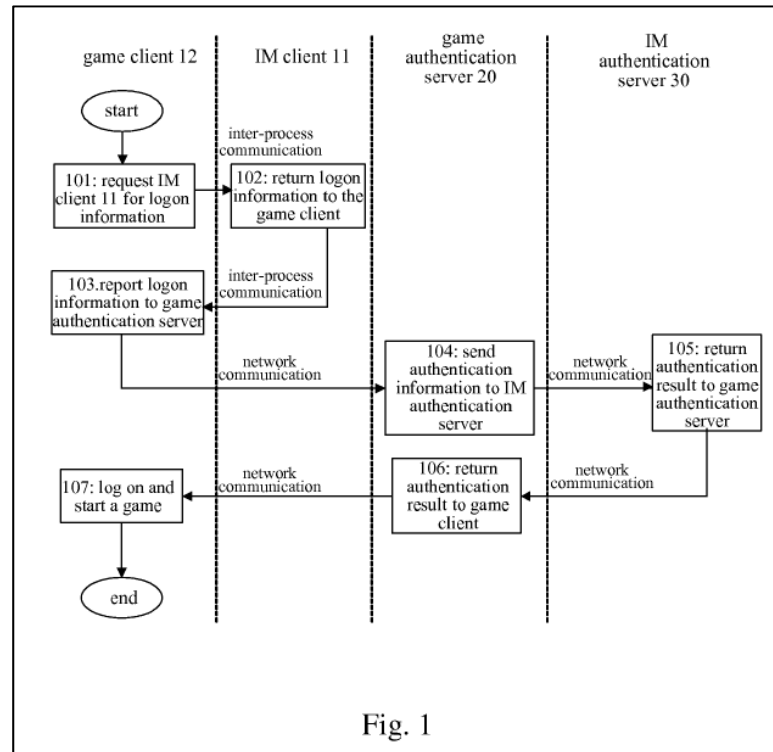 game client 12
IM client 11
game
authentication
server 20
IM
authentication
server 30
start
inter-process
communication
101: request IM
client 11 for logon
information
102: return logon
information to the
game client
103.report logon
information to game
authentication server
inter-process
communication
network
communication
104: send
authentication
information to IM
authentication
server
network
communication
105: return
authentication
result to game
authentication
server
107: log on and
start a game
network
communication
106: return
authentication
result to game
client
network
communication
end
Fig. 1